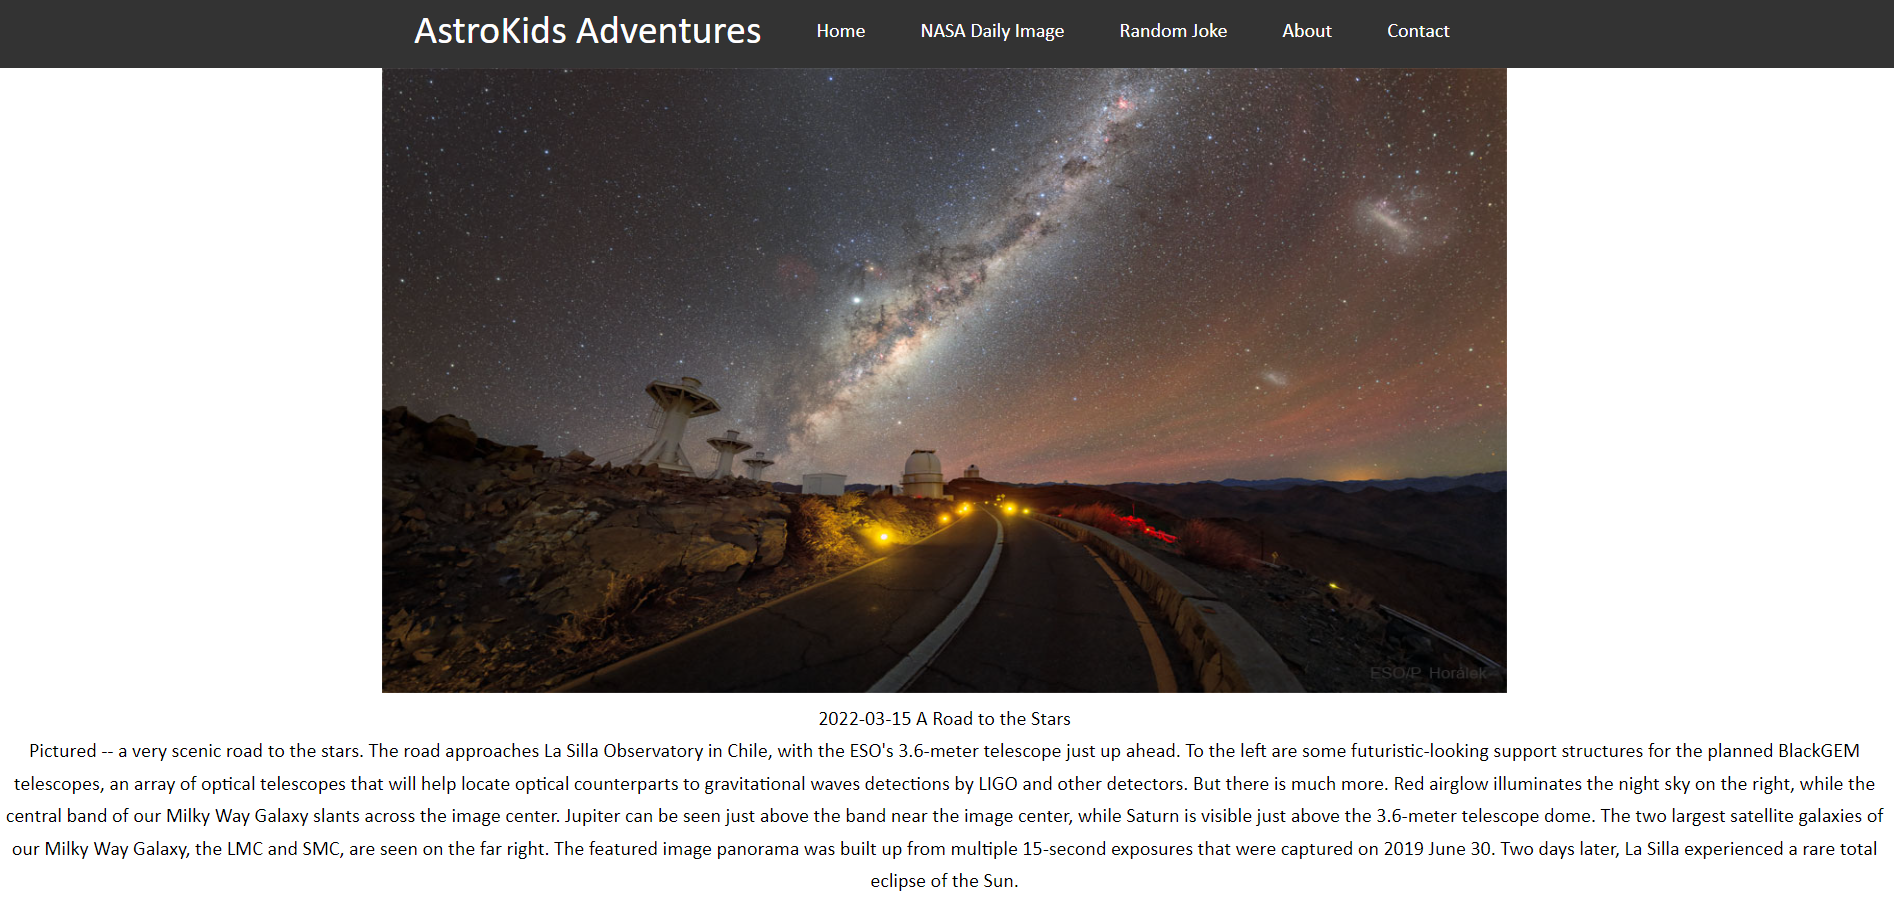 AstroKids Adventures Home NASA Daily Image Random Joke About Contact
ESO/P. Horálek
2022-03-15 A Road to the Stars
Pictured -- a very scenic road to the stars. The road approaches La Silla Observatory in Chile, with the ESO's 3.6-meter telescope just up ahead. To the left are some futuristic-looking support structures for the planned BlackGEM
telescopes, an array of optical telescopes that will help locate optical counterparts to gravitational waves detections by LIGO and other detectors. But there is much more. Red airglow illuminates the night sky on the right, while the
central band of our Milky Way Galaxy slants across the image center. Jupiter can be seen just above the band near the image center, while Saturn is visible just above the 3.6-meter telescope dome. The two largest satellite galaxies of
our Milky Way Galaxy, the LMC and SMC, are seen on the far right. The featured image panorama was built up from multiple 15-second exposures that were captured on 2019 June 30. Two days later, La Silla experienced a rare total
eclipse of the Sun.